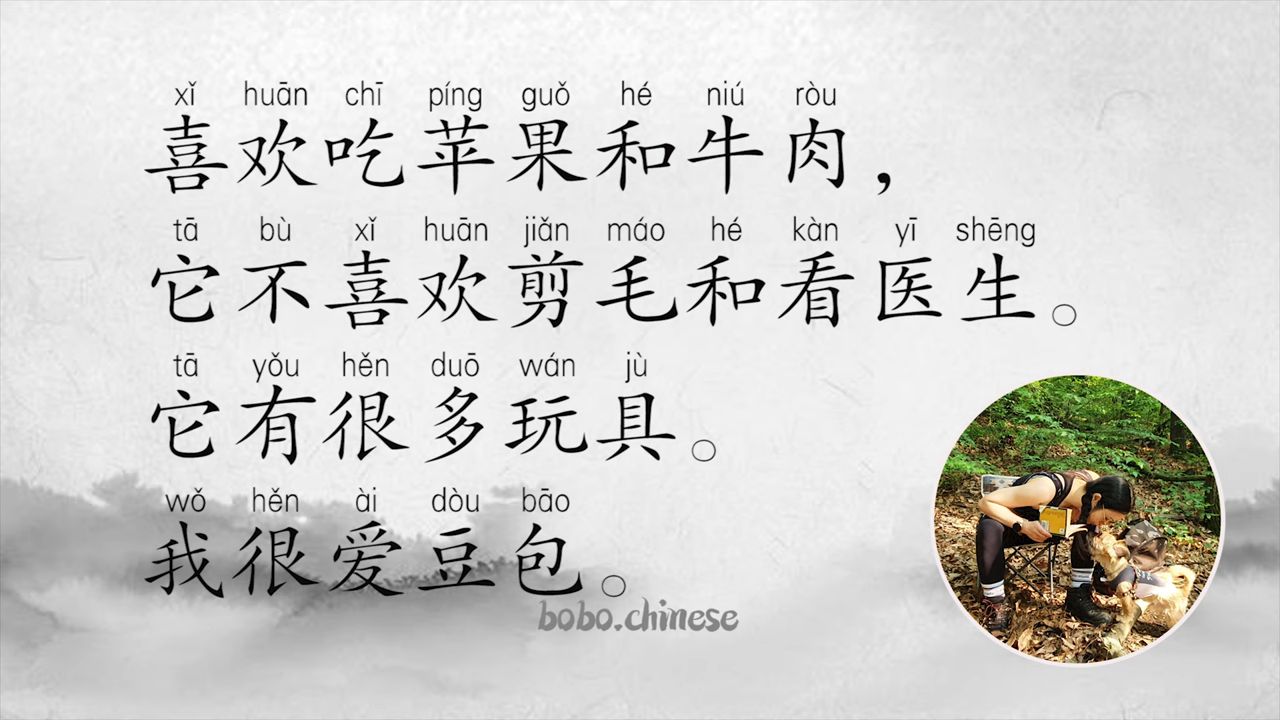 xǐ huān chī píng guǒ hé niú ròu
喜欢吃苹果和牛肉，
tā bù xǐ huān jiǎn máo hé kàn yī shēng
它不喜欢剪毛和看医生。
tā yǒu hěn duō wán jù
它有很多玩具。
wǒ hěn ài dòu bāo
我很爱豆包。
bobo.chinese